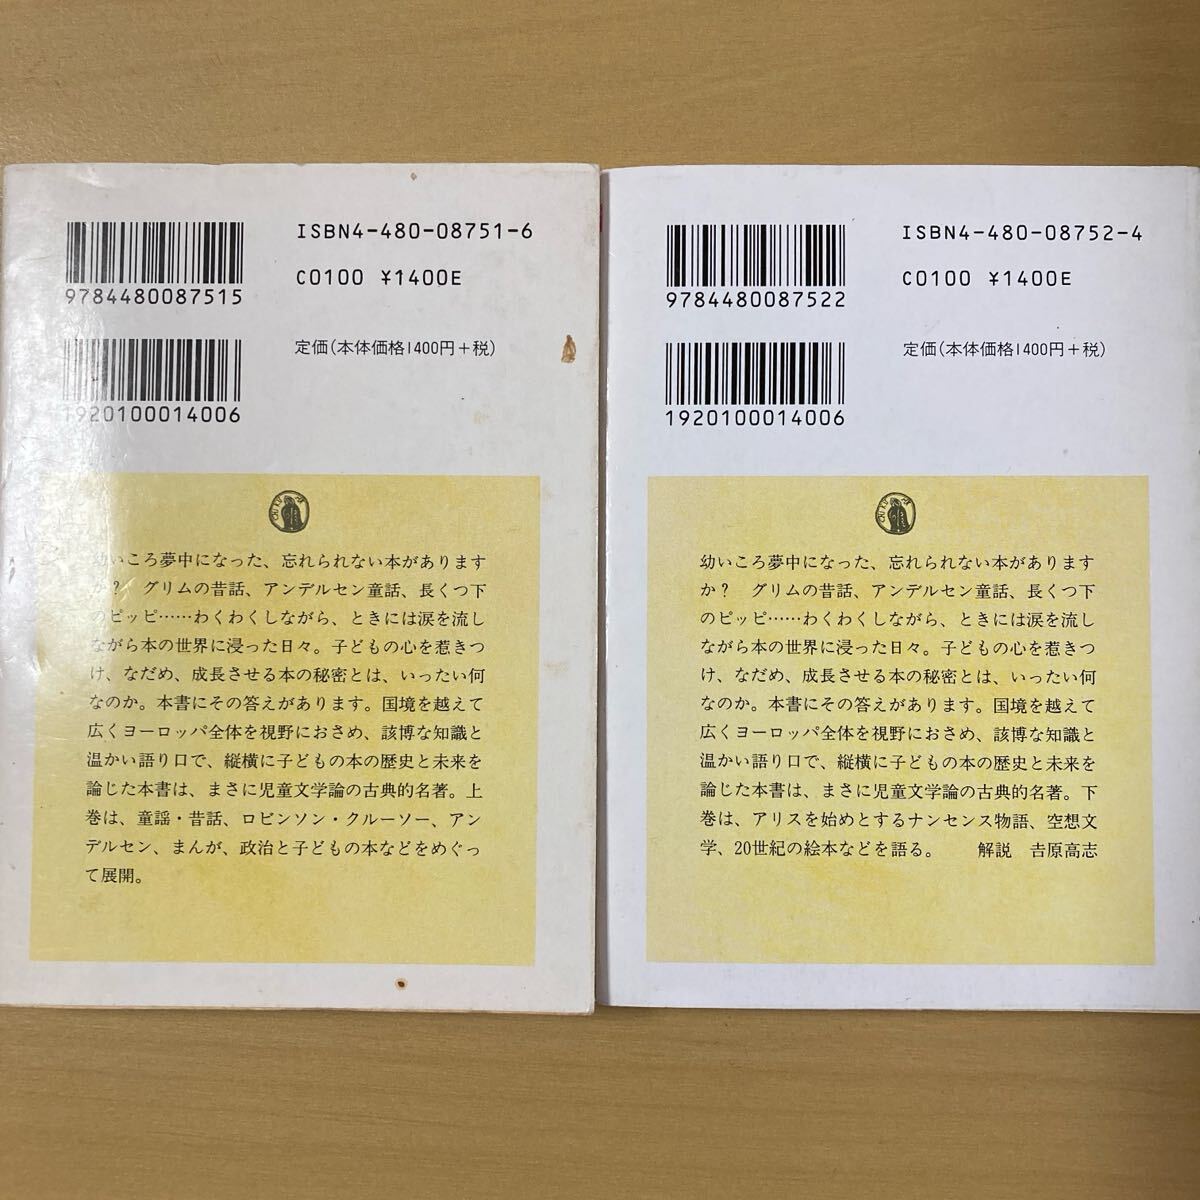 ISBN4-480-08751-6
C0100 ¥1400E
9784480087515
定価(本体価格1400円+税)
1920100014006
幼いころ夢中になった、忘れられない本がありますか? グリムの昔話、アンデルセン童話、長くつ下
のピッピ……わくわくしながら、ときには涙を流し
ながら本の世界に浸った日々。子どもの心を惹きつ
け、なだめ、成長させる本の秘密とは、いったい何
なのか。本書にその答えがあります。国境を越えて
広くヨーロッパ全体を視野におさめ、該博な知識と
温かい語り口で、縦横に子どもの本の歴史と未来を
論じた本書は、まさに児童文学論の古典的名著。上
巻は、童謡・昔話、ロビンソン・クルーソー、アン
デルセン、まんが、政治と子どもの本などをめぐっ
て展開。
ISBN4-480-08752-4
C0100 ¥1400E
9784480087522
定価(本体価格1400円+税)
1920100014006
幼いころ夢中になった、忘れられない本があります
か? グリムの昔話、アンデルセン童話、長くつ下
のピッピ……わくわくしながら、ときには涙を流し
ながら本の世界に浸った日々。子どもの心を惹きつ
け、なだめ、成長させる本の秘密とは、いったい何
なのか。本書にその答えがあります。国境を越えて
広くヨーロッパ全体を視野におさめ、該博な知識と
温かい語り口で、縦横に子どもの本の歴史と未来を
論じた本書は、まさに児童文学論の古典的名著。下
巻は、アリスを始めとするナンセンス物語、空想文
学、20世紀の絵本などを語る。 解説 吉原高志